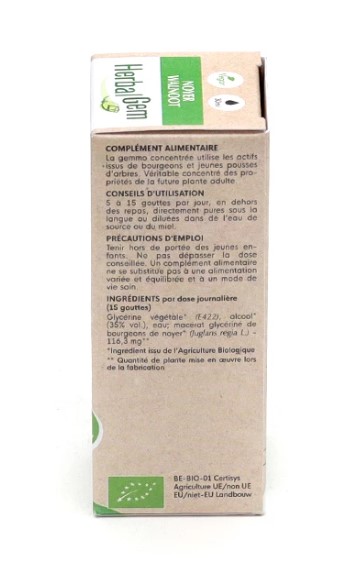 NOYER
WALNOOT
HerbalGem
COMPLÉMENT ALIMENTAIRE
La gemmo concentrée utilise les actifs
issus de bourgeons et jeunes pousses
d'arbres. Véritable concentré des pro-
priétés de la future plante adulte.
CONSEILS D'UTILISATION
5 à 15 gouttes par jour, en dehors
des repas, directement pures sous la
langue ou diluées dans de l'eau de
source ou du miel.
PRÉCAUTIONS D'EMPLOI
Tenir hors de portée des jeunes en-
fants. Ne pas dépasser la dose
conseillée. Un complément alimentaire
ne se substitue pas à une alimentation
variée et équilibrée et à un mode de
vie sain.
INGRÉDIENTS par dose journalière
(15 gouttes)
Glycérine végétale* (E422), alcool*
(35% vol.), eau, macérat glycériné de
bourgeons de noyer* (Juglans regia L.) -
116,3 mg**
*Ingrédient issu de l'Agriculture Biologique
** Quantité de plante mise en œuvre lors
de la fabrication
BE-BIO-01 Certisys
Agriculture UE/non UE
EU/niet-EU Landbouw